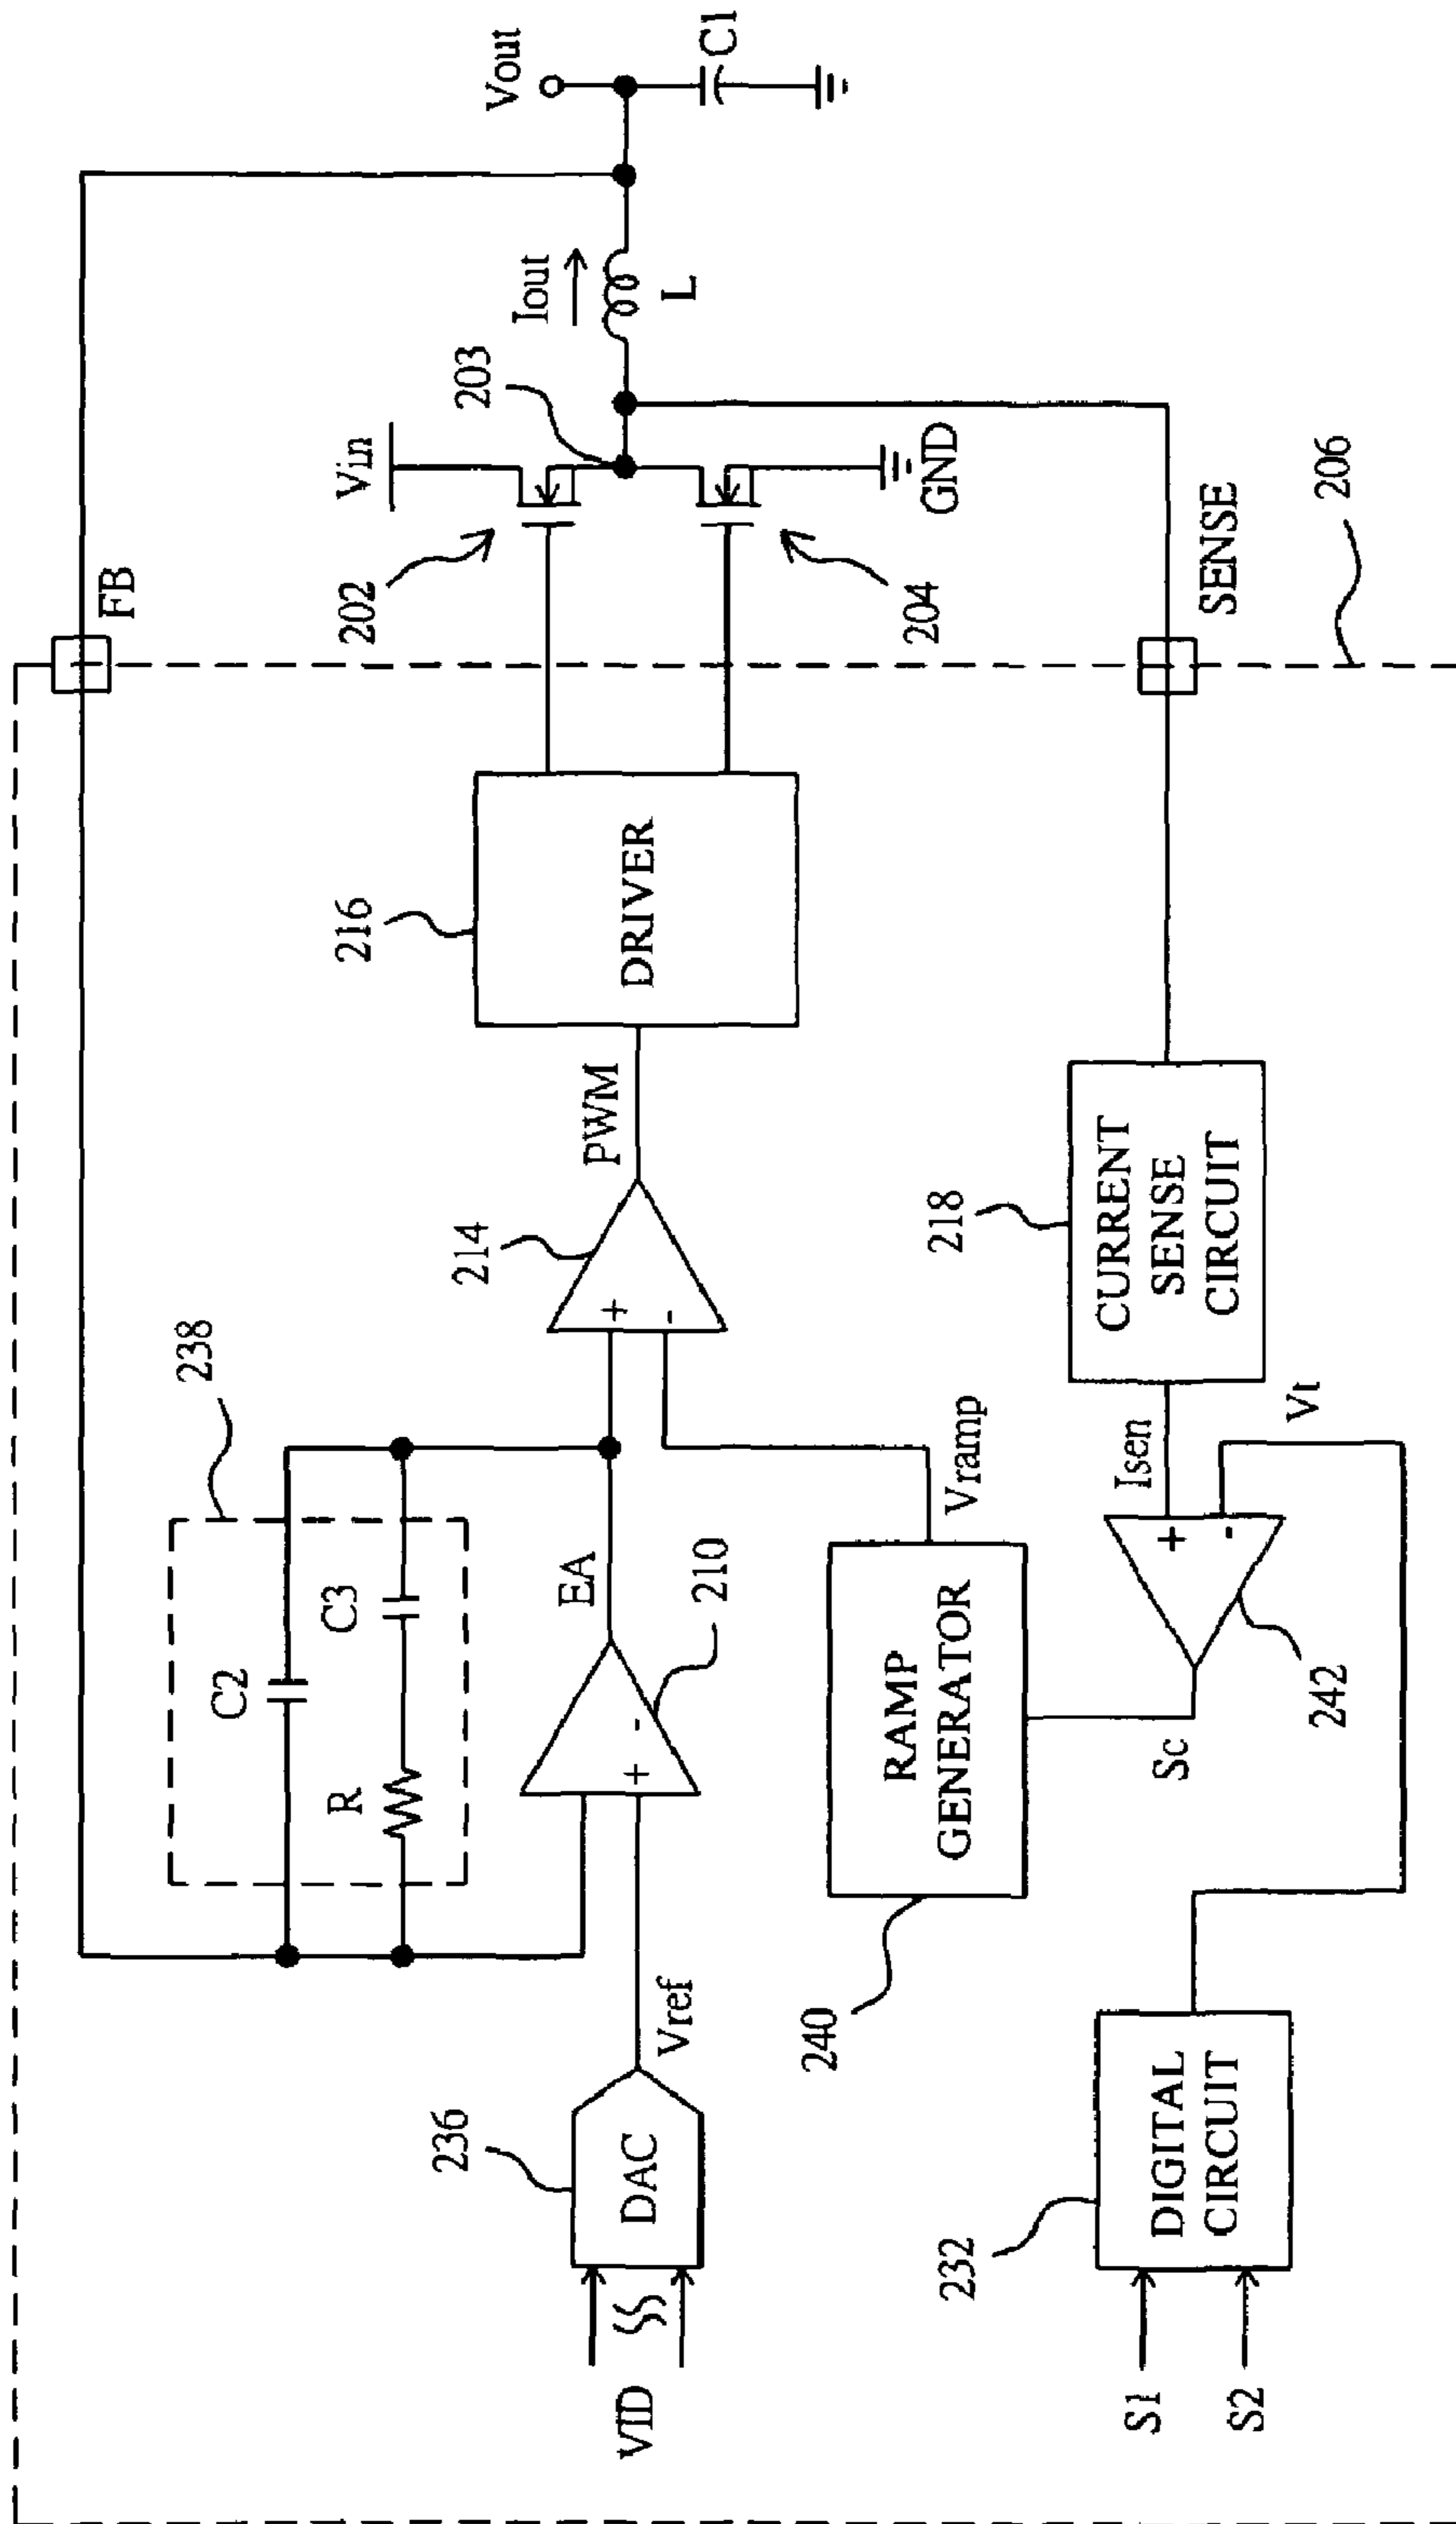 FB
Vout
238
C2
C3
R
Vin
203
Iout
L
C1
202
216
214
EA
PWM
DRIVER
+
-
-
+
210
236
VID
DAC
Vref
204
GND
Vramp
RAMP
GENERATOR
240
218
CURRENT
SENSE
CIRCUIT
SENSE
206
Isen
+
-
Vt
Sc
242
232
DIGITAL
CIRCUIT
S1
S2